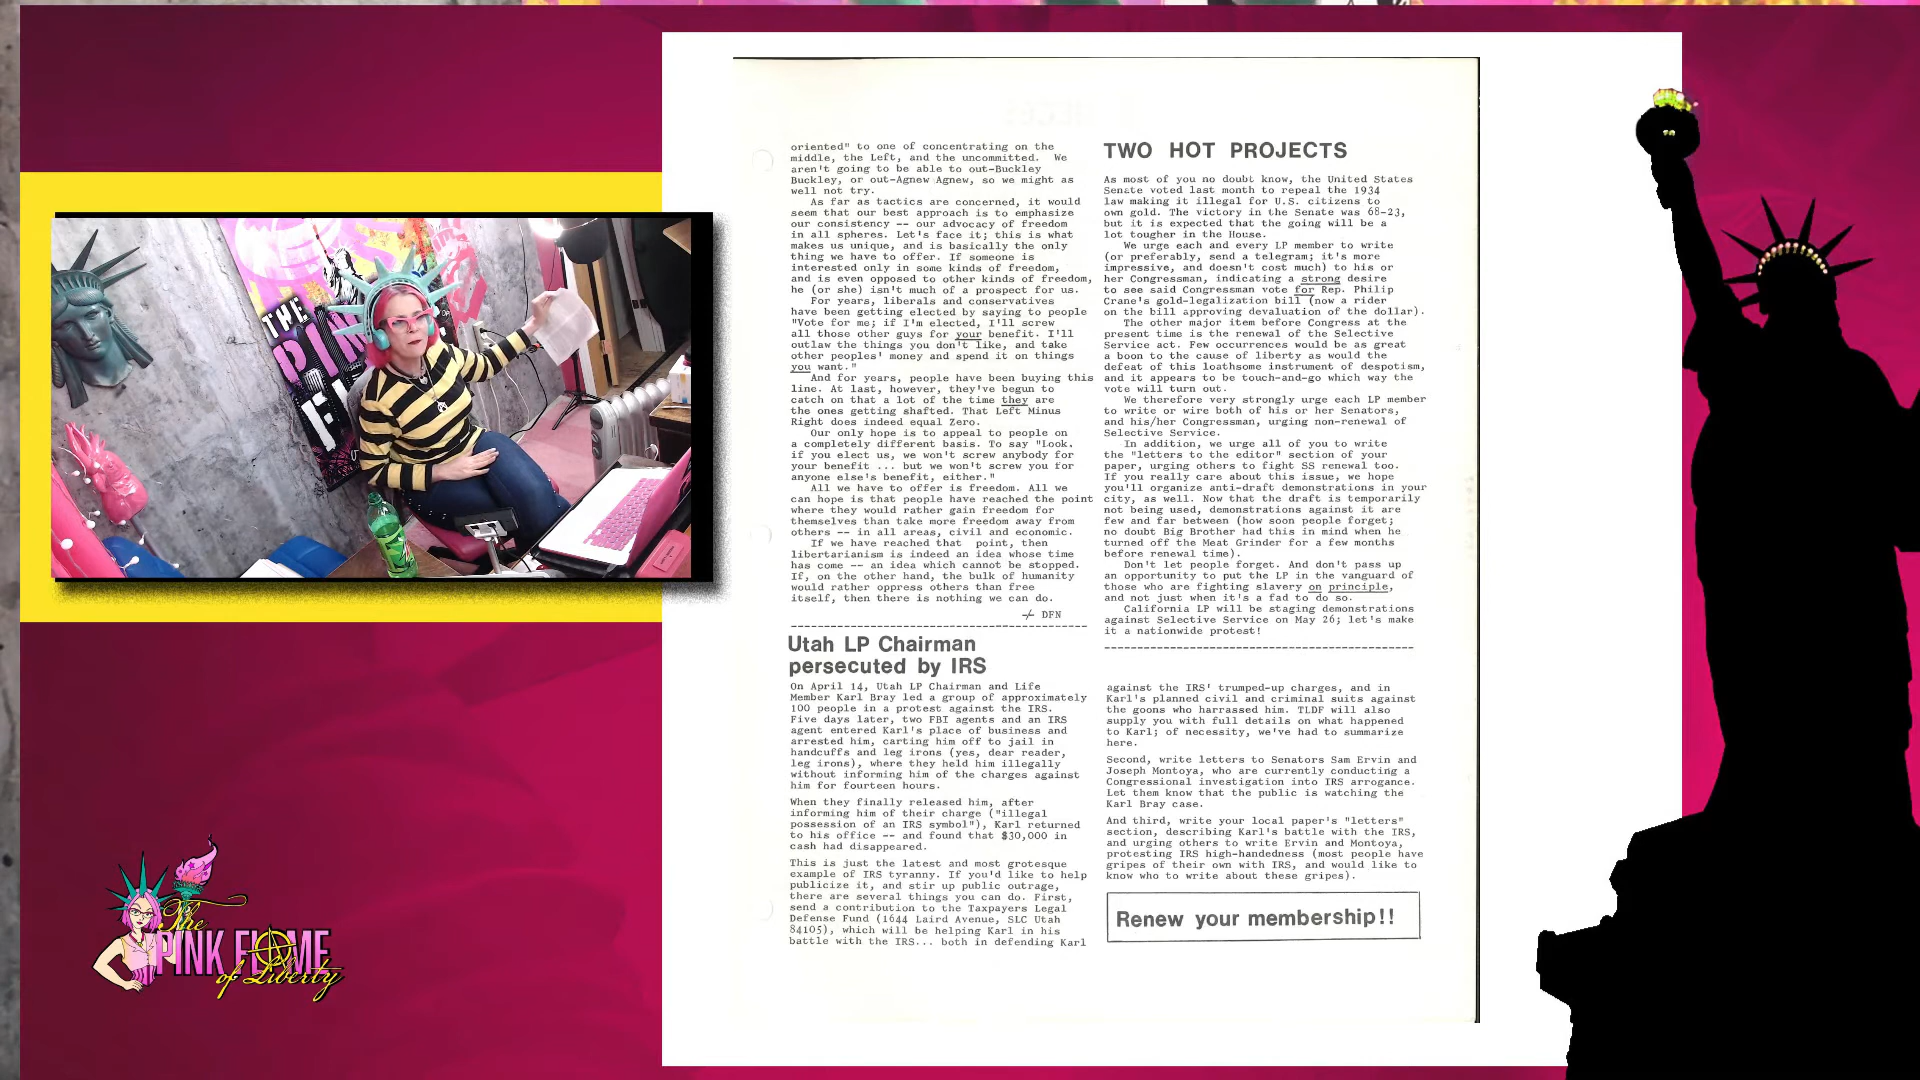 THE
PIN
F
oriented" to one of concentrating on the
middle, the Left, and the uncommitted. We
aren't going to be able to out-Buckley
Buckley, or out-Agnew Agnew, so we might as
well not try.
As far as tactics are concerned, it would
seem that our best approach is to emphasize
our consistency -- our advocacy of freedom
in all spheres. Let's face it; this is what
makes us unique, and is basically the only
thing we have to offer. If someone is
interested only in some kinds of freedom,
and is even opposed to other kinds of freedom,
he (or she) isn't much of a prospect for us.
For years, liberals and conservatives
have been getting elected by saying to people
"Vote for me; if I'm elected, I'll screw
all those other guys for your benefit. I'll
outlaw the things you don't like, and take
other peoples' money and spend it on things
you want."
And for years, people have been buying this
line. At last, however, they've begun to
catch on that a lot of the time they are
the ones getting shafted. That Left Minus
Right does indeed equal Zero.
Our only hope is to appeal to people on
a completely different basis. To say "Look,
if you elect us, we won't screw anybody for
your benefit ... but we won't screw you for
anyone else's benefit, either."
All we have to offer is freedom. All we
can hope is that people have reached the point
where they would rather gain freedom for
themselves than take more freedom away from
others -- in all areas, civil and economic.
If we have reached that point, then
libertarianism is indeed an idea whose time
has come -- an idea which cannot be stopped.
If, on the other hand, the bulk of humanity
would rather oppress others than free
itself, then there is nothing we can do.
DFN
Utah LP Chairman
persecuted by IRS
On April 14, Utah LP Chairman and Life
Member Karl Bray led a group of approximately
100 people in a protest against the IRS.
Five days later, two FBI agents and an IRS
agent entered Karl's place of business and
arrested him, carting him off to jail in
handcuffs and leg irons (yes, dear reader,
leg irons), where they held him illegally
without informing him of the charges against
him for fourteen hours.
When they finally released him, after
informing him of their charge ("illegal
possession of an IRS symbol"), Karl returned
to his office -- and found that $30,000 in
cash had disappeared.
This is just the latest and most grotesque
example of IRS tyranny. If you'd like to help
publicize it, and stir up public outrage,
there are several things you can do. First,
send a contribution to the Taxpayers Legal
Defense Fund (1644 Laird Avenue, SLC Utah
84105), which will be helping Karl in his
battle with the IRS... both in defending Karl
TWO HOT PROJECTS
As most of you no doubt know, the United States
Senate voted last month to repeal the 1934
law making it illegal for U.S. citizens to
own gold. The victory in the Senate was 68-23,
but it is expected that the going will be a
lot tougher in the House.
We urge each and every LP member to write
(or preferably, send a telegram; it's more
impressive, and doesn't cost much) to his or
her Congressman, indicating a strong desire
to see said Congressman vote for Rep. Philip
Crane's gold-legalization bill (now a rider
on the bill approving devaluation of the dollar).
The other major item before Congress at the
present time is the renewal of the Selective
Service act. Few occurrences would be as great
a boon to the cause of liberty as would the
defeat of this loathsome instrument of despotism,
and it appears to be touch-and-go which way the
vote will turn out.
We therefore very strongly urge each LP member
to write or wire both of his or her Senators,
and his/her Congressman, urging non-renewal of
Selective Service.
In addition, we urge all of you to write
the "letters to the editor" section of your
paper, urging others to fight SS renewal too.
If you really care about this issue, we hope
you'll organize anti-draft demonstrations in your
city, as well. Now that the draft is temporarily
not being used, demonstrations against it are
few and far between (how soon people forget;
no doubt Big Brother had this in mind when he
turned off the Meat Grinder for a few months
before renewal time).
Don't let people forget. And don't pass up
an opportunity to put the LP in the vanguard of
those who are fighting slavery on principle,
and not just when it's a fad to do so.
California LP will be staging demonstrations
against Selective Service on May 26; let's make
it a nationwide protest!
against the IRS' trumped-up charges, and in
Karl's planned civil and criminal suits against
the goons who harrassed him. TLDF will also
supply you with full details on what happened
to Karl; of necessity, we've had to summarize
here.
Second, write letters to Senators Sam Ervin and
Joseph Montoya, who are currently conducting a
Congressional investigation into IRS arrogance.
Let them know that the public is watching the
Karl Bray case.
And third, write your local paper's "letters"
section, describing Karl's battle with the IRS,
and urging others to write Ervin and Montoya,
protesting IRS high-handedness (most people have
gripes of their own with IRS, and would like to
know who to write about these gripes).
Renew your membership!!
The
PINK FLAME
of Liberty